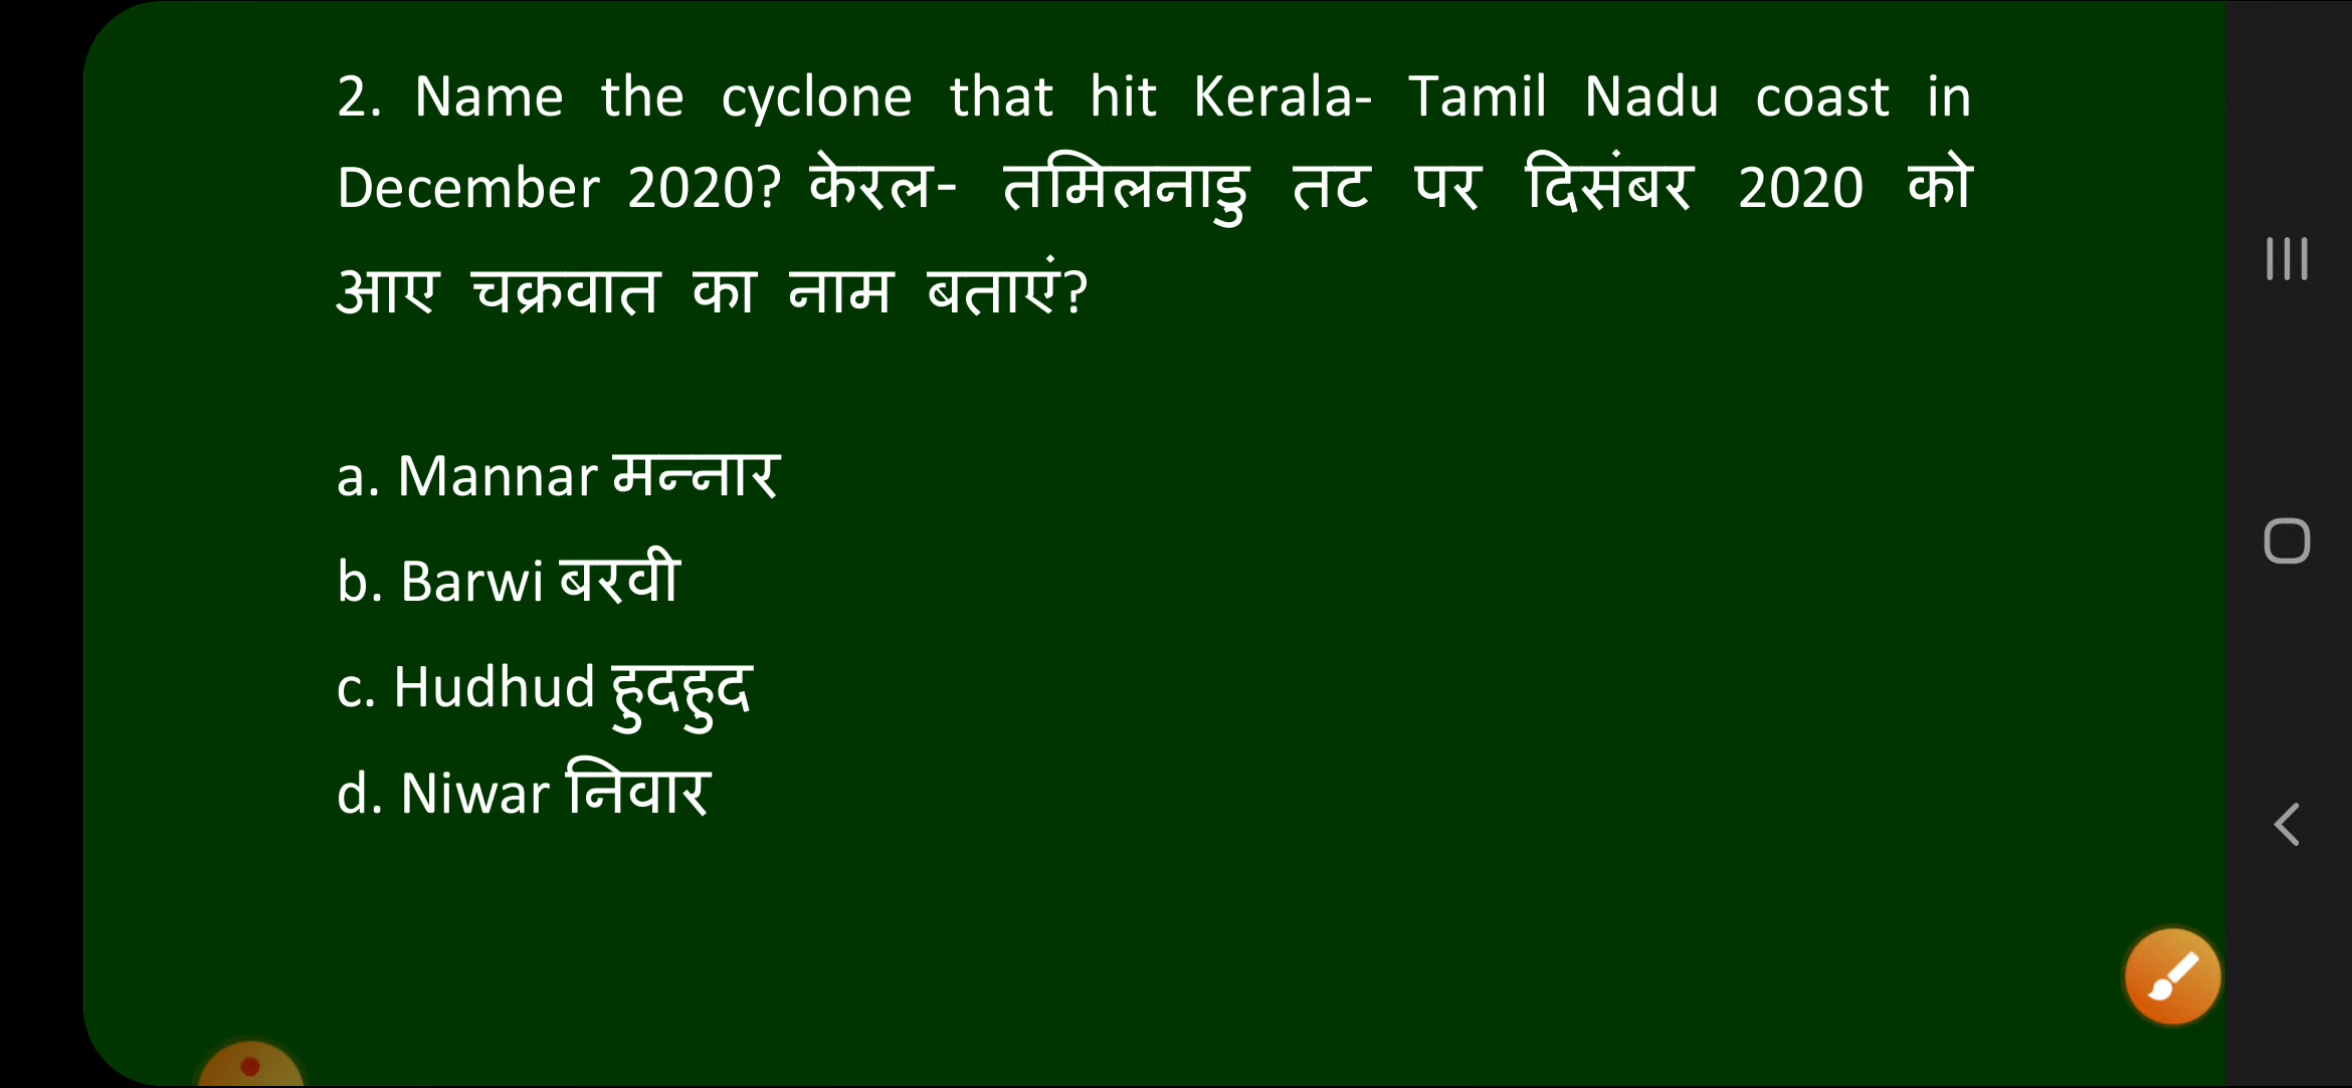 2. Name the cyclone that hit Kerala- Tamil Nadu coast in
December 2020? केरल- तमिलनाडु तट पर दिसंबर 2020 को
आए चक्रवात का नाम बताएं?
a. Mannar मन्नार
b. Barwi बरवी
c. Hudhud हुदहुद
d. Niwar निवार